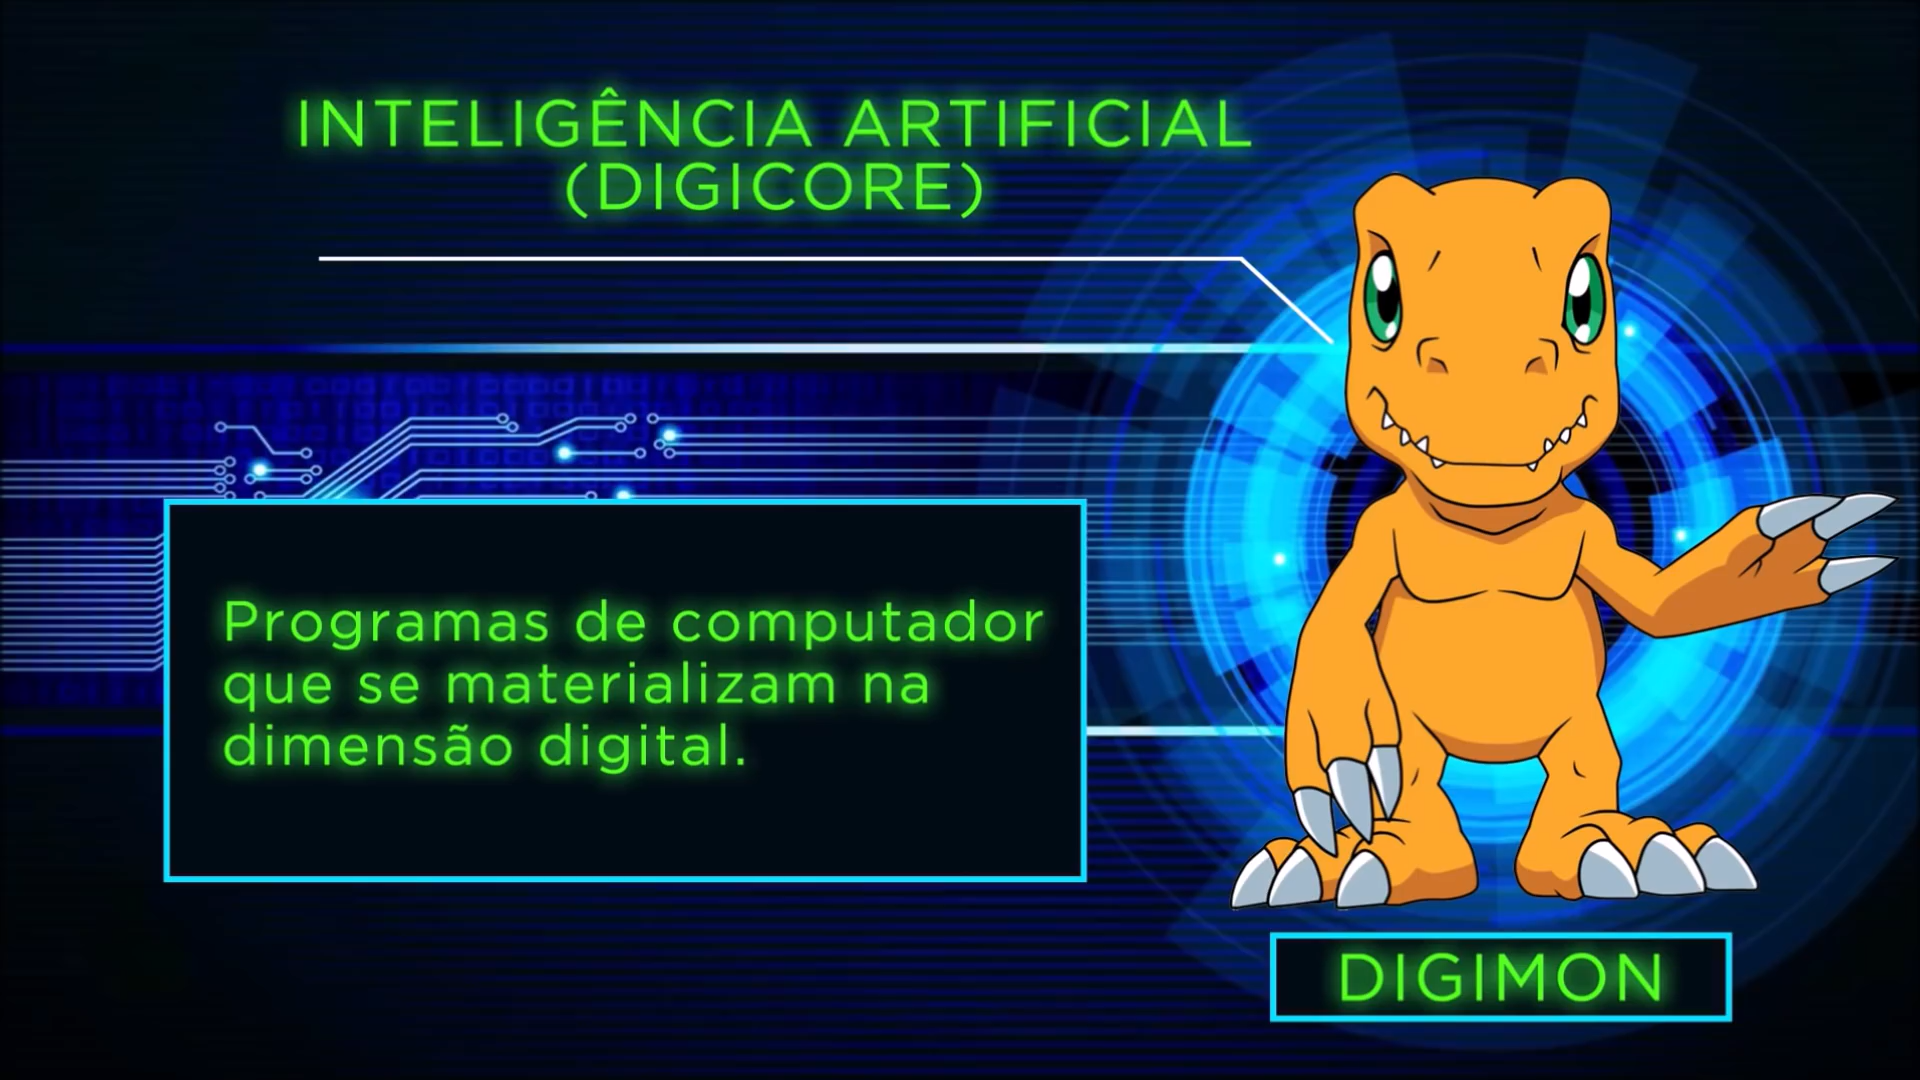 INTELIGÊNCIA ARTIFICIAL
(DIGICORE)
Programas de computador
que se materializam na
dimensão digital.
DIGIMON